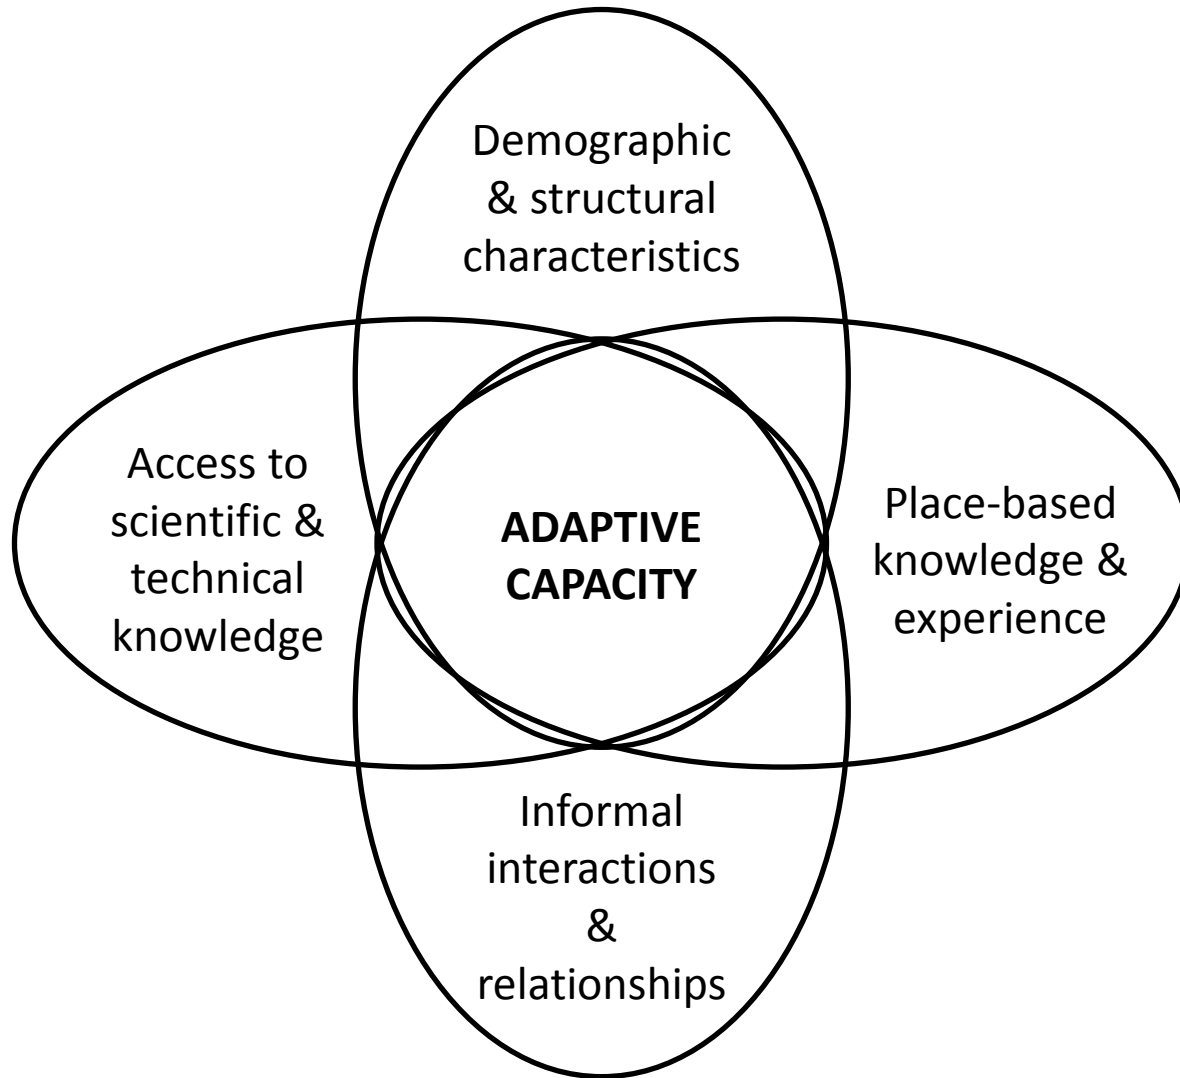 Demographic
& structural
characteristics
Access to
scientific &
technical
knowledge
ADAPTIVE
CAPACITY
Place-based
knowledge &
experience
Informal
interactions
&
relationships